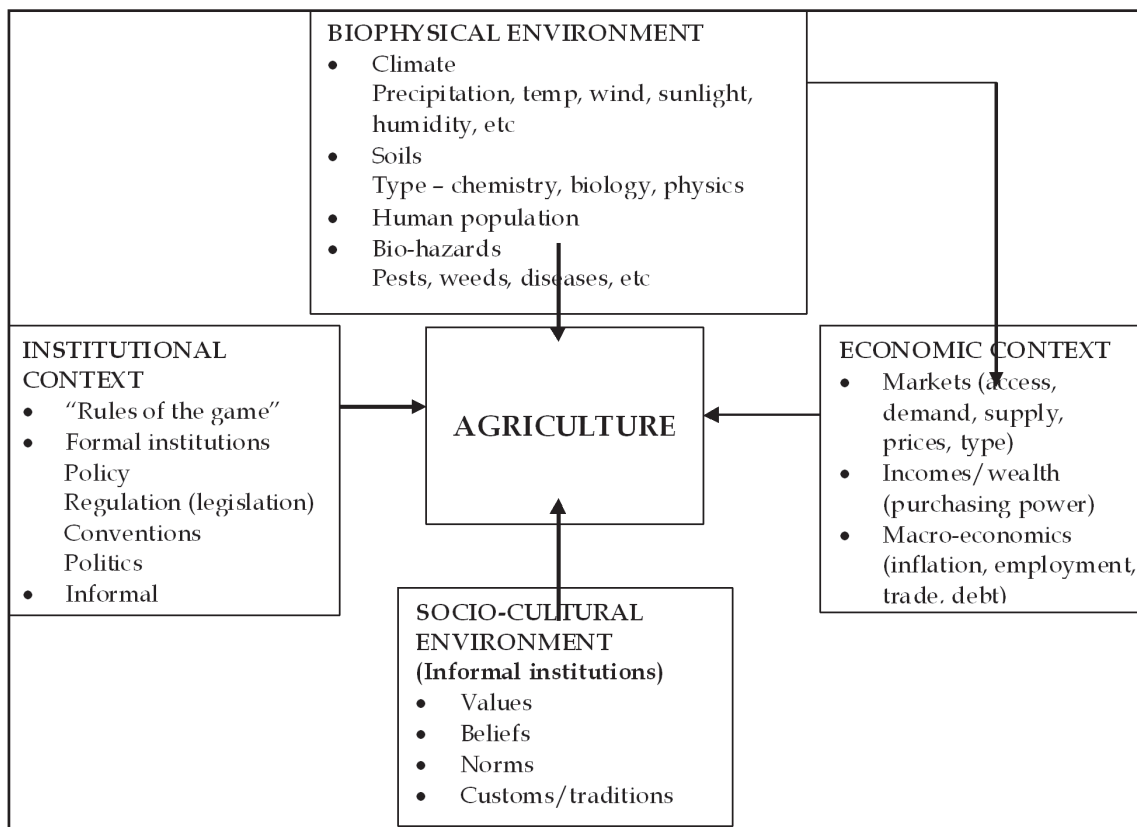 BIOPHYSICAL ENVIRONMENT
• Climate
Precipitation, temp, wind, sunlight,
humidity, etc
• Soils
Type – chemistry, biology, physics
• Human population
• Bio-hazards
Pests, weeds, diseases, etc
INSTITUTIONAL
CONTEXT
• “Rules of the game”
• Formal institutions
Policy
Regulation (legislation)
Conventions
Politics
• Informal
AGRICULTURE
ECONOMIC CONTEXT
• Markets (access,
demand, supply,
prices, type)
• Incomes/wealth
(purchasing power)
• Macro-economics
(inflation, employment,
trade, debt)
SOCIO-CULTURAL
ENVIRONMENT
(Informal institutions)
• Values
• Beliefs
• Norms
• Customs/traditions